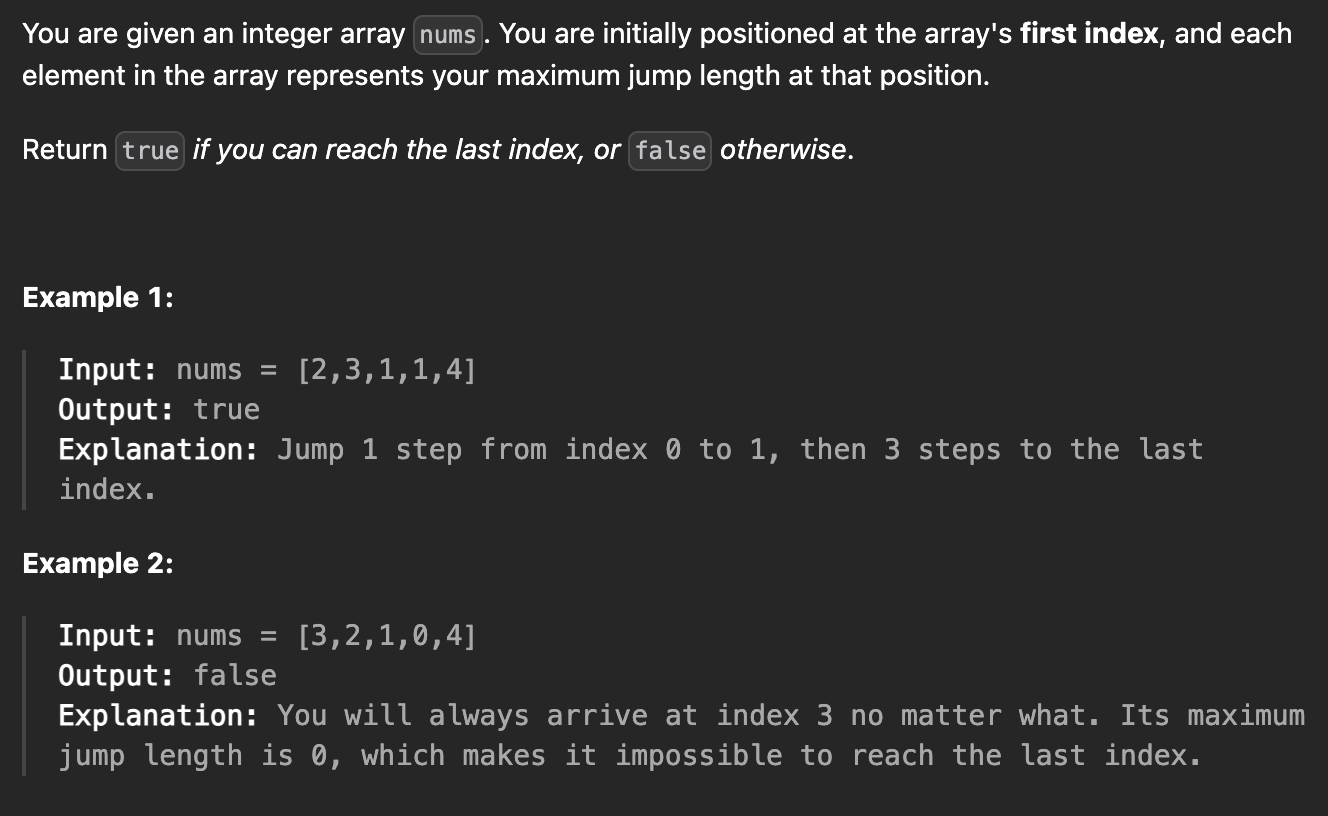 You are given an integer array nums. You are initially positioned at the array's first index, and each
element in the array represents your maximum jump length at that position.
Return true if you can reach the last index, or false otherwise.
Example 1:
Input: nums = [2,3,1,1,4]
Output: true
Explanation: Jump 1 step from index 0 to 1, then 3 steps to the last
index.
Example 2:
Input: nums = [3,2,1,0,4]
Output: false
Explanation: You will always arrive at index 3 no matter what. Its maximum
jump length is 0, which makes it impossible to reach the last index.